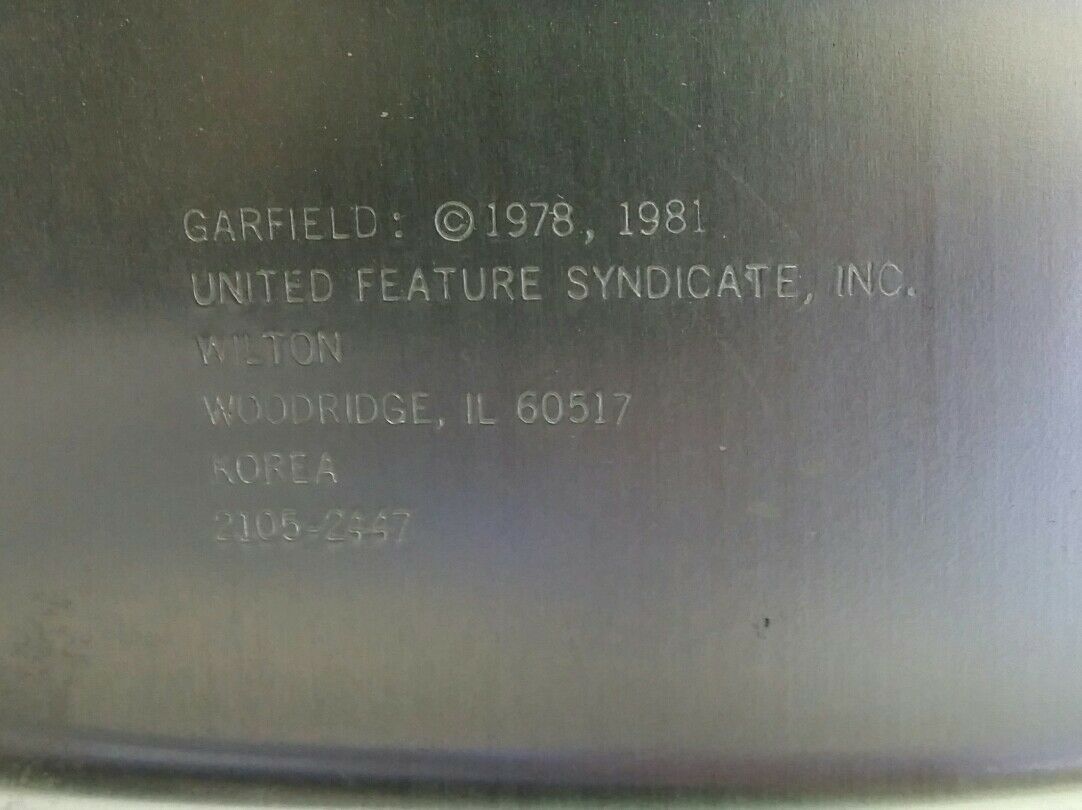 GARFIELD: ©1978, 1981
UNITED FEATURE SYNDICATE, INC.
WILTON
WOODRIDGE, IL 60517
KOREA
2105-2447